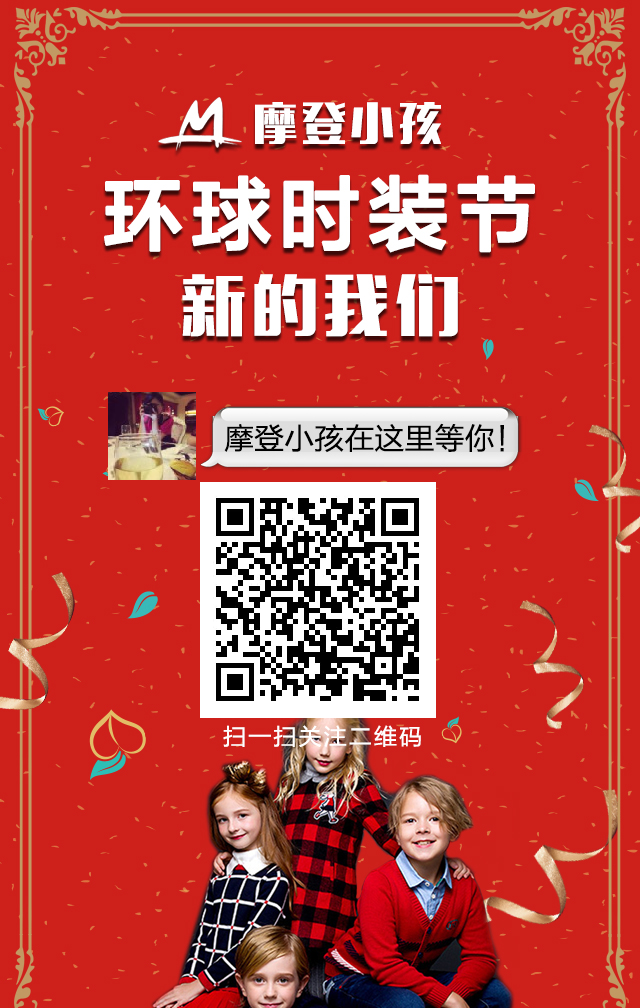 摩登小孩
环球时装节
新的我们
摩登小孩在这里等你！
扫一扫关注二维码